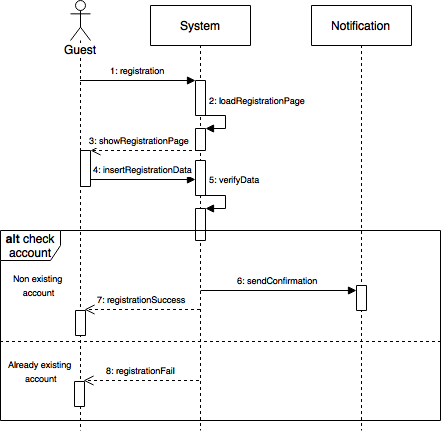 Guest
System
Notification
1: registration
2: loadRegistrationPage
3: showRegistrationPage
4: insertRegistrationData
5: verifyData
alt check
account
Non existing
account
6: sendConfirmation
7: registrationSuccess
Already existing
account
8: registrationFail